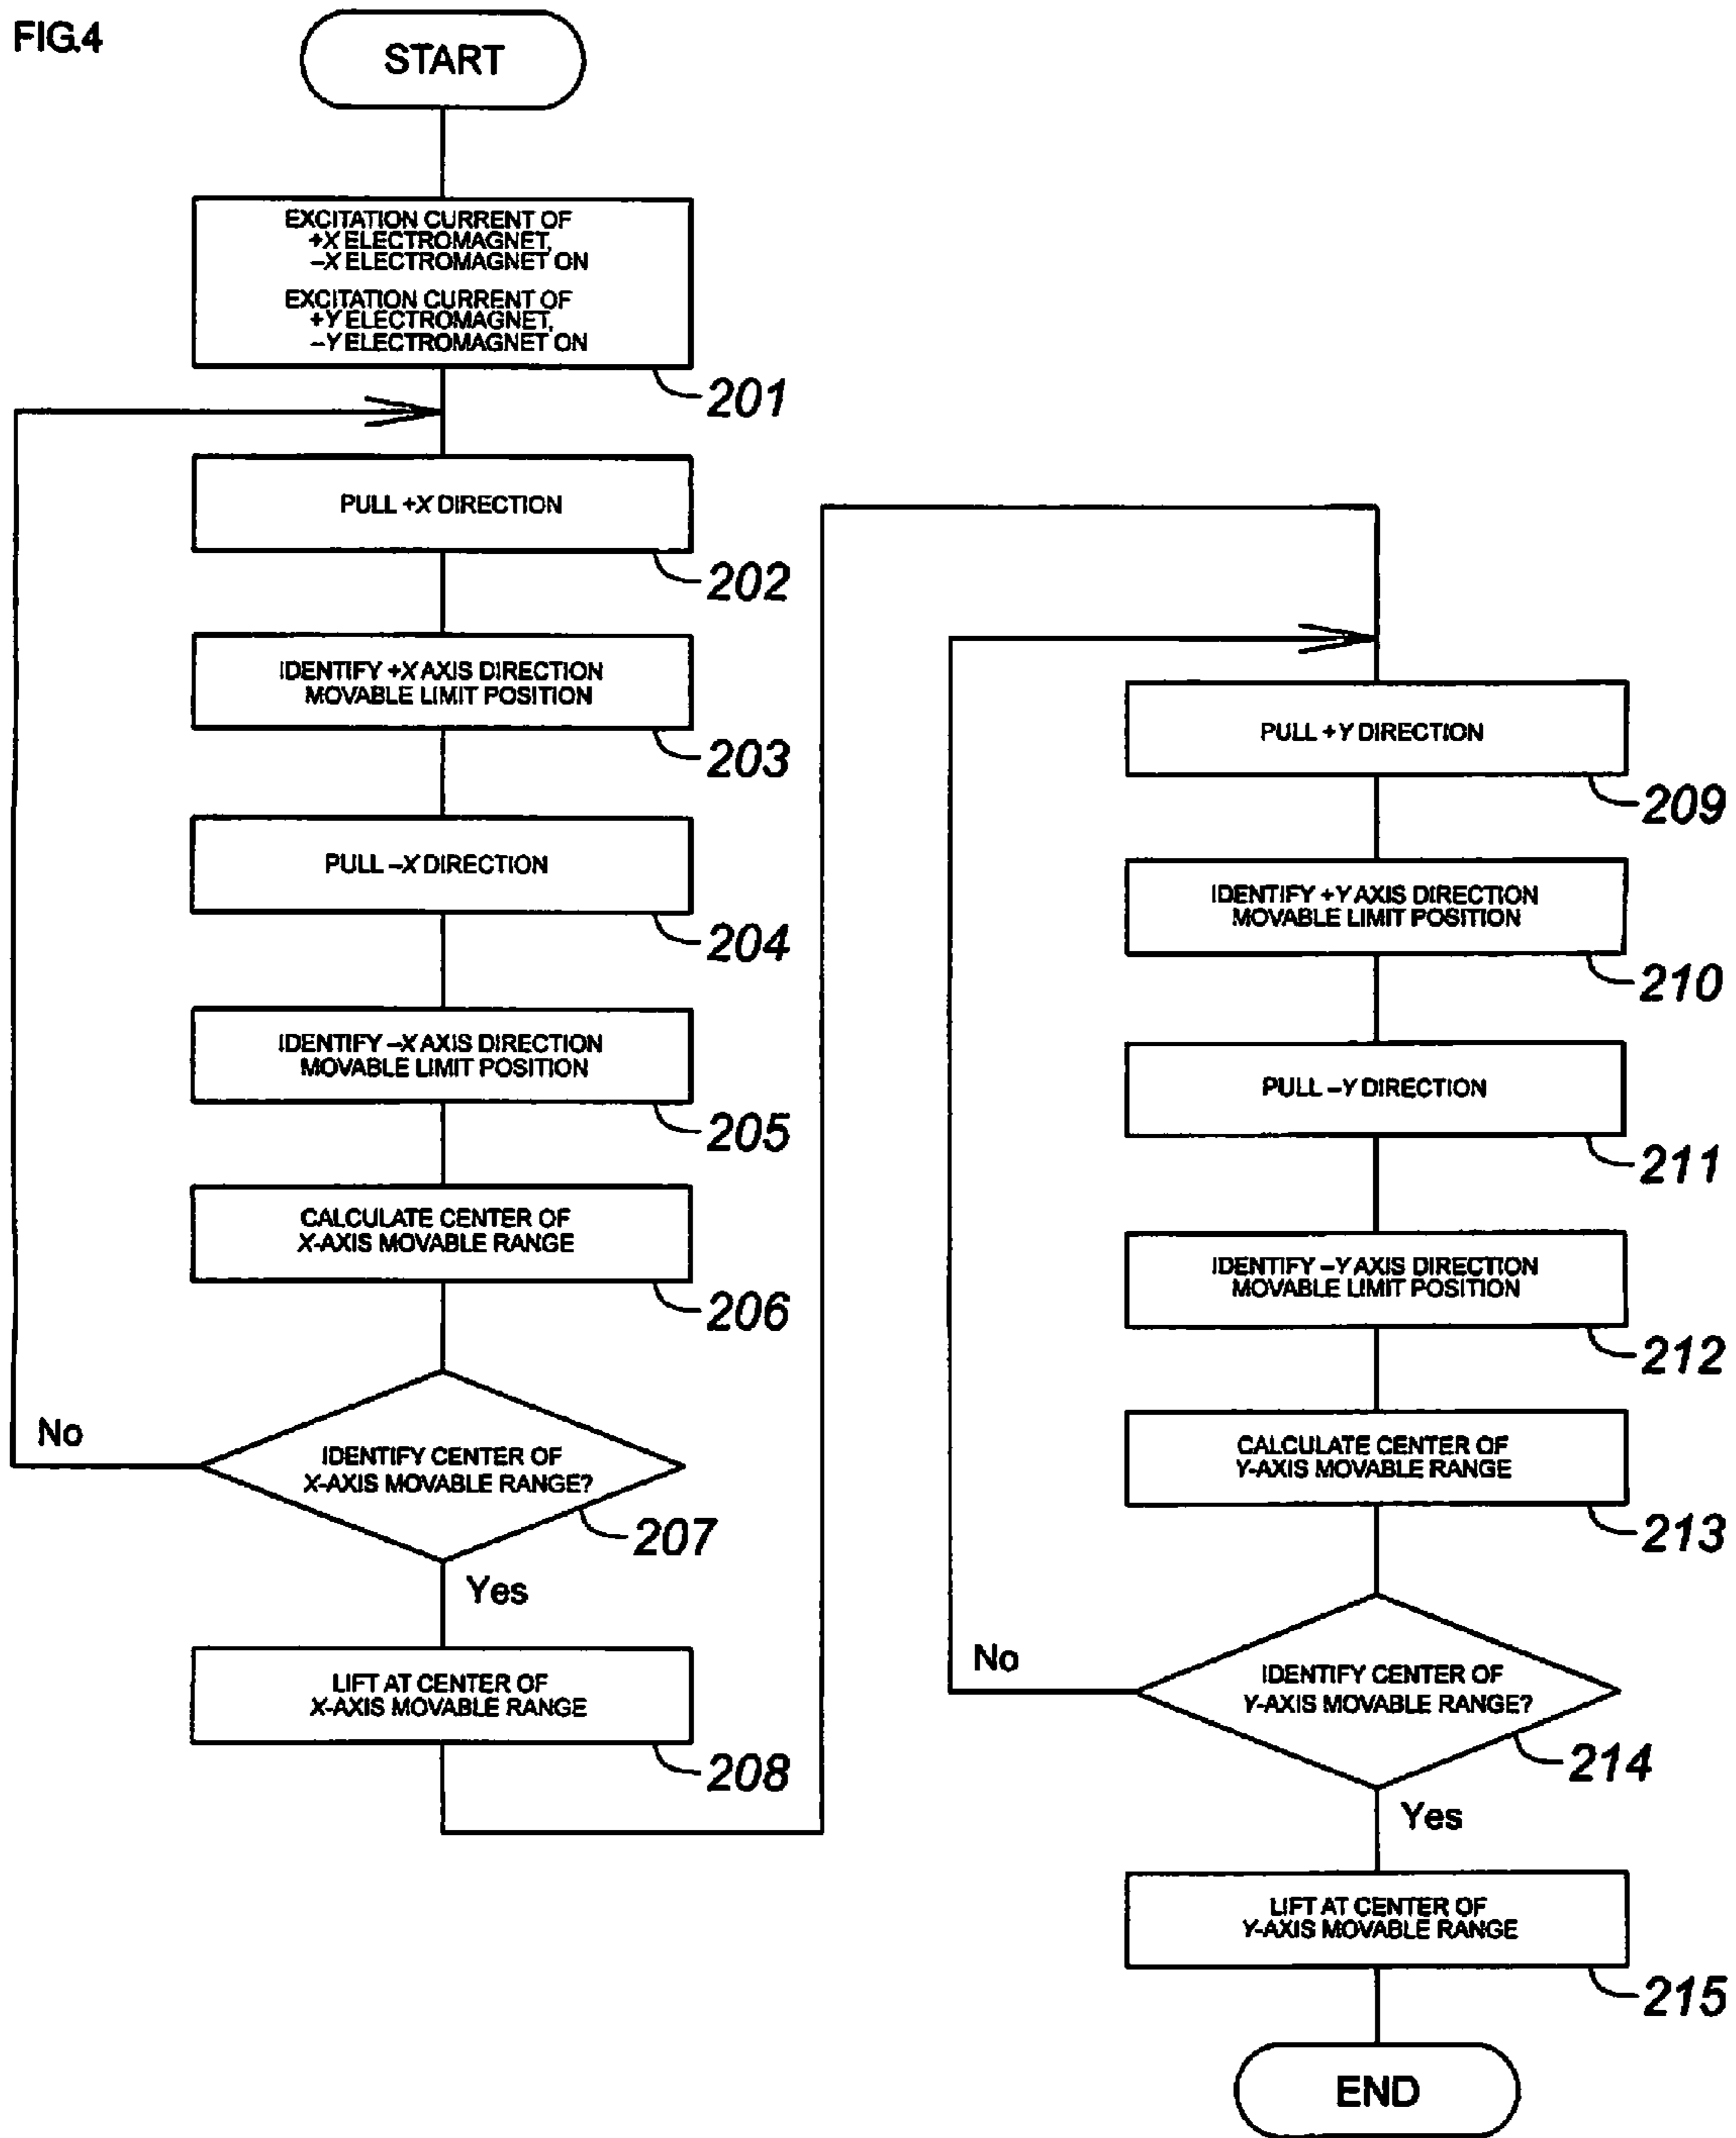 FIG.4
START
EXCITATION CURRENT OF
+X ELECTROMAGNET,
–X ELECTROMAGNET ON
EXCITATION CURRENT OF
+Y ELECTROMAGNET,
–Y ELECTROMAGNET ON
201
PULL +X DIRECTION
202
IDENTIFY +X AXIS DIRECTION
MOVABLE LIMIT POSITION
203
PULL –X DIRECTION
204
IDENTIFY –X AXIS DIRECTION
MOVABLE LIMIT POSITION
205
CALCULATE CENTER OF
X-AXIS MOVABLE RANGE
206
No
IDENTIFY CENTER OF
X-AXIS MOVABLE RANGE?
207
Yes
LIFT AT CENTER OF
X-AXIS MOVABLE RANGE
208
PULL +Y DIRECTION
209
IDENTIFY +Y AXIS DIRECTION
MOVABLE LIMIT POSITION
210
PULL –Y DIRECTION
211
IDENTIFY –Y AXIS DIRECTION
MOVABLE LIMIT POSITION
212
CALCULATE CENTER OF
Y-AXIS MOVABLE RANGE
213
No
IDENTIFY CENTER OF
Y-AXIS MOVABLE RANGE?
214
Yes
LIFT AT CENTER OF
Y-AXIS MOVABLE RANGE
215
END